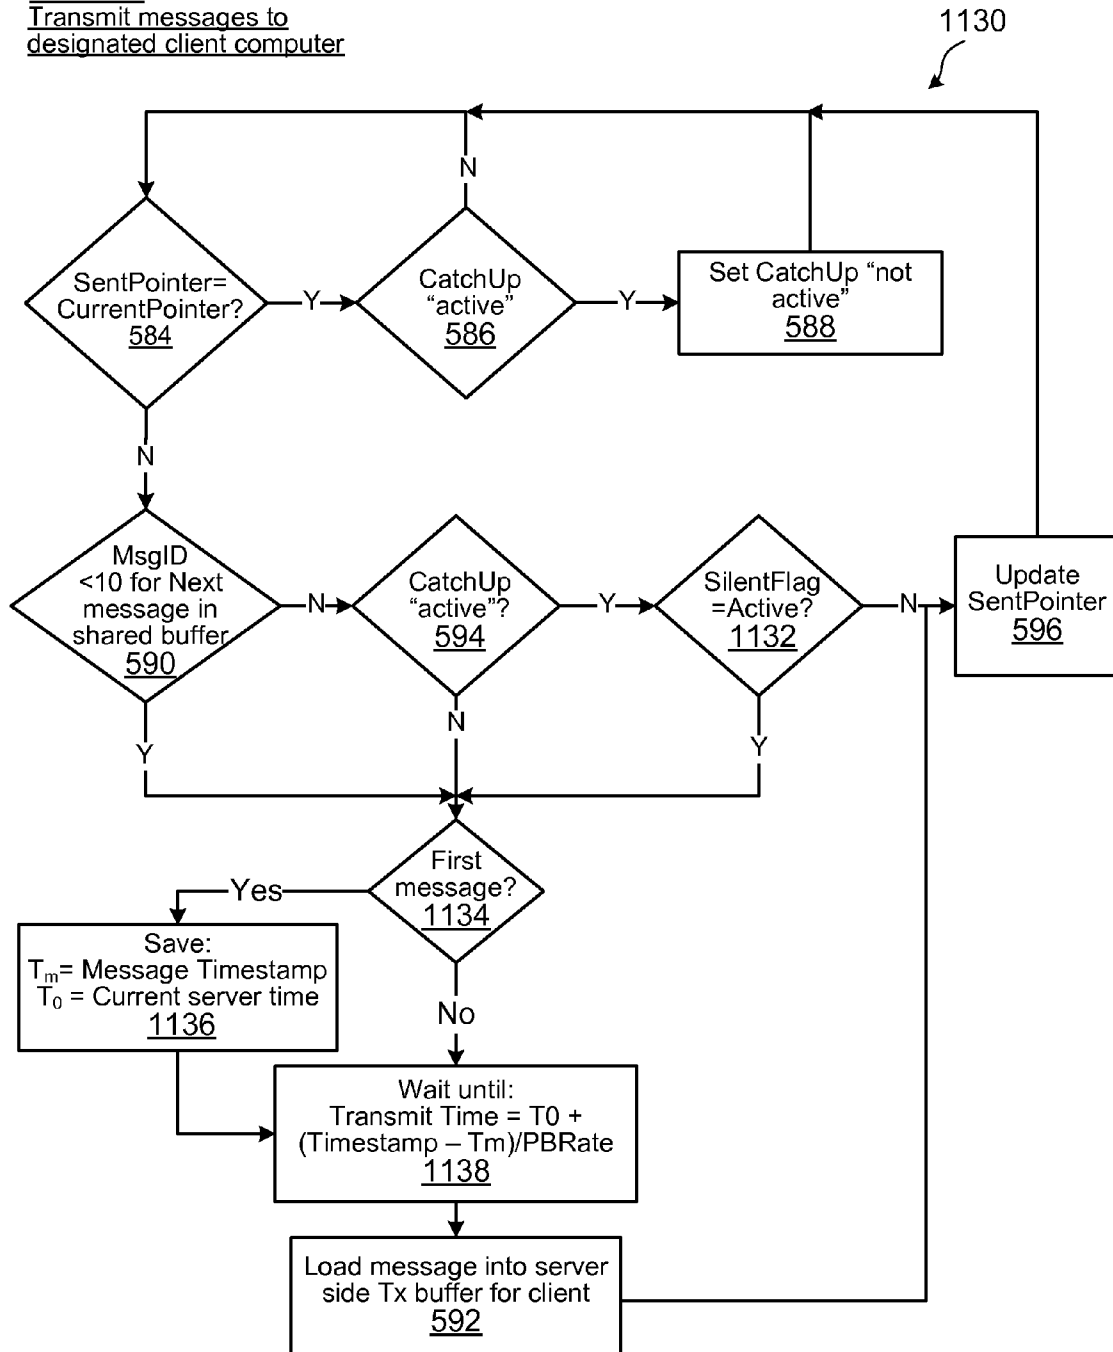 Transmit messages to
designated client computer
1130
N
SentPointer=
CurrentPointer?
584
Y
CatchUp
“active”
586
Y
Set CatchUp “not
active”
588
N
MsgID
<10 for Next
message in
shared buffer
590
N
CatchUp
“active”?
594
Y
SilentFlag
=Active?
1132
N
Update
SentPointer
596
Y
N
Y
First
message?
1134
Yes
Save:
Tm= Message Timestamp
T0 = Current server time
1136
No
Wait until:
Transmit Time = T0 +
(Timestamp – Tm)/PBRate
1138
Load message into server
side Tx buffer for client
592